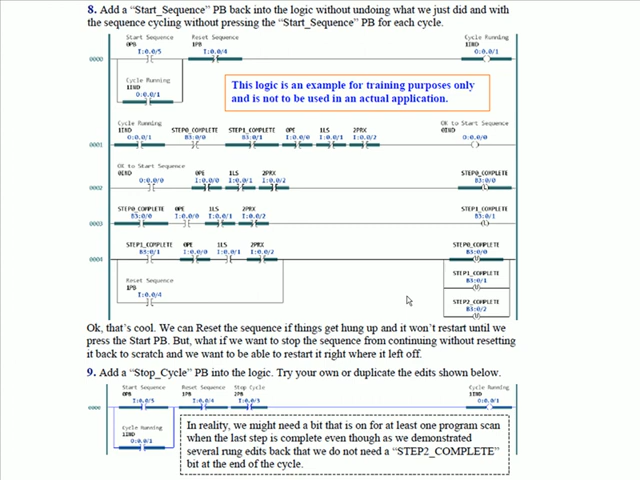 8. Add a “Start_Sequence” PB back into the logic without undoing what we just did and with
the sequence cycling without pressing the “Start_Sequence” PB for each cycle.
Start Sequence Reset Sequence Cycle Running
0PB 1PB 1IND
I:0.0/5 I:0.0/4 O:0.0/1
0000
Cycle Running
1IND
O:0.0/1
This logic is an example for training purposes only
and is not to be used in an actual application.
Cycle Running OK to Start Sequence
1IND STEP0_COMPLETE STEP1_COMPLETE 0PE 1LS 2PRX 0IND
O:0.0/1 B3:0/0 B3:0/1 I:0.0/0 I:0.0/1 I:0.0/2 O:0.0/0
0001
OK to Start Sequence
0IND 0PE 1LS 2PRX STEP0_COMPLETE
O:0.0/0 I:0.0/0 I:0.0/1 I:0.0/2 B3:0/0
0002 L
STEP0_COMPLETE 0PE 1LS 2PRX STEP1_COMPLETE
B3:0/0 I:0.0/0 I:0.0/1 I:0.0/2 B3:0/1
0003 L
STEP1_COMPLETE 0PE 1LS 2PRX STEP0_COMPLETE
B3:0/1 I:0.0/0 I:0.0/1 I:0.0/2 B3:0/0
0004 U
STEP1_COMPLETE
B3:0/1
U
Reset Sequence
1PB
I:0.0/4
STEP2_COMPLETE
B3:0/2
U
Ok, that’s cool. We can Reset the sequence if things get hung up and it won’t restart until we
press the Start PB. But, what if we want to stop the sequence from continuing without resetting
it back to scratch and we want to be able to restart it right where it left off.
9. Add a “Stop_Cycle” PB into the logic. Try your own or duplicate the edits shown below.
Start Sequence Reset Sequence Stop Cycle Cycle Running
0PB 1PB 2PB 1IND
I:0.0/5 I:0.0/4 I:0.0/3 O:0.0/1
0000
Cycle Running
1IND
O:0.0/1
In reality, we might need a bit that is on for at least one program scan
when the last step is complete even though as we demonstrated
several rung edits back that we do not need a “STEP2_COMPLETE”
bit at the end of the cycle.